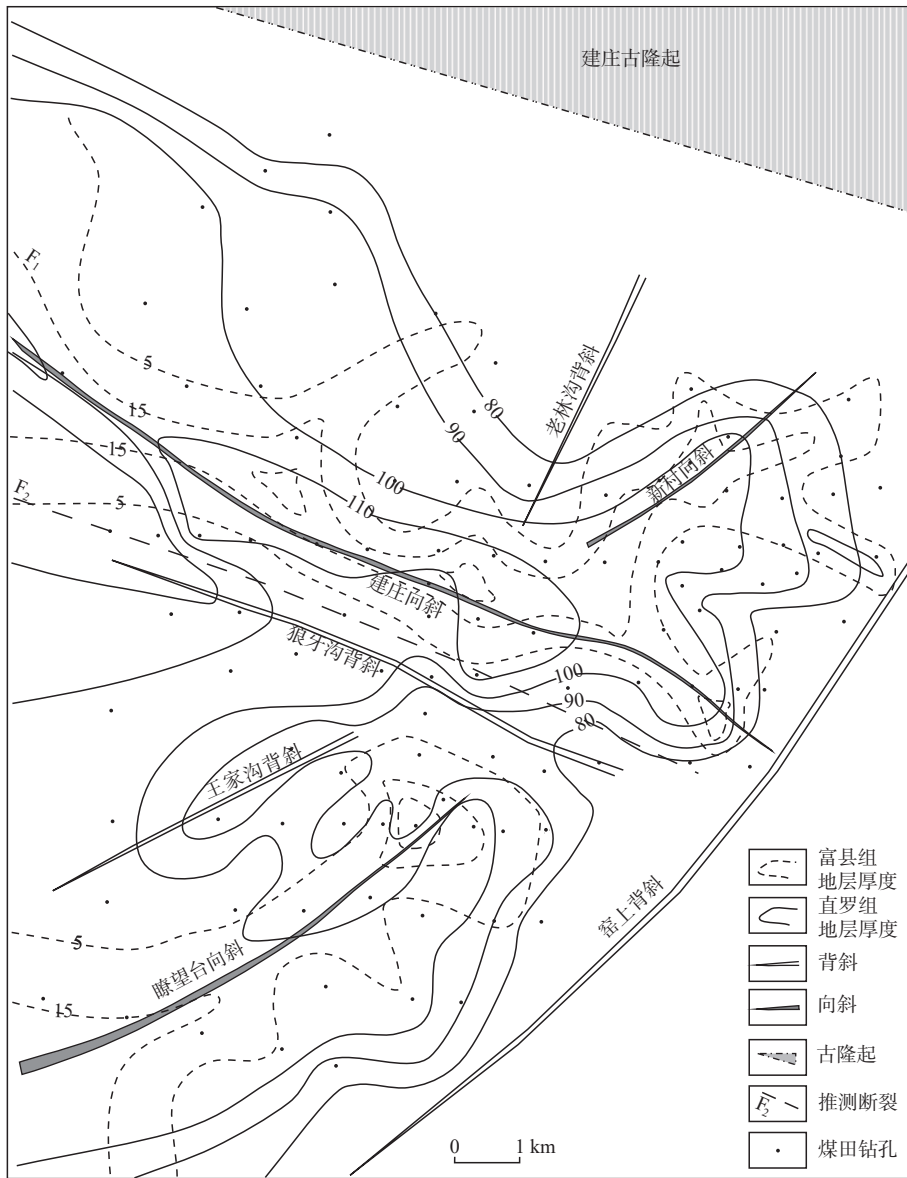 建庄古隆起
F₁
老林沟背斜
80
5
90
15
15
新村向斜
100
F₂
5
110
建庄向斜
狼牙沟背斜
100
90
80
王家沟背斜
富县组
地层厚度
直罗组
地层厚度
窑上背斜
5
瞭望台向斜
背斜
15
向斜
古隆起
F₂
推测断裂
0 1 km
煤田钻孔